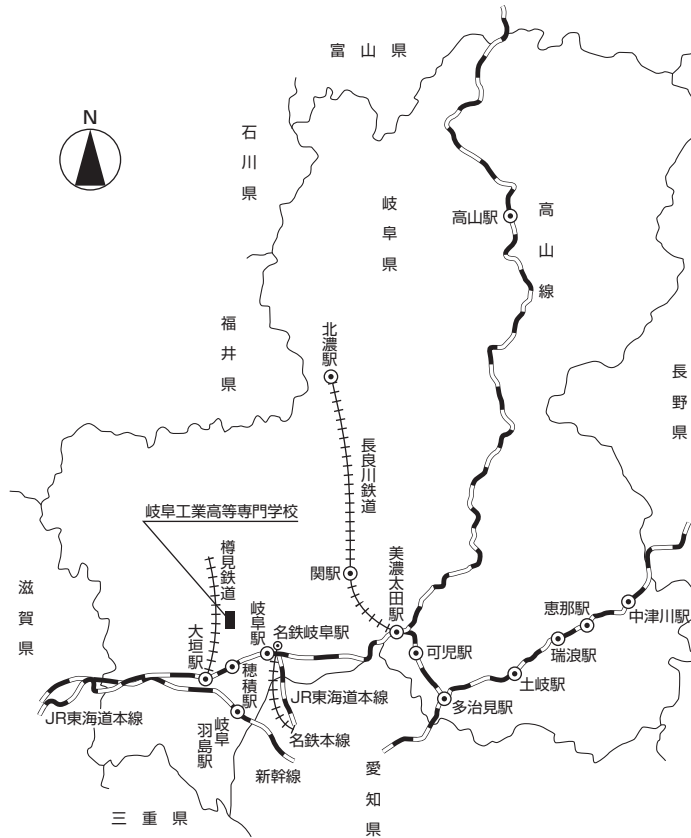 富山県
N
石川県
岐阜県
高山駅
高山線
福井県
北濃駅
長野県
長良川鉄道
岐阜工業高等専門学校
樽見鉄道
美濃太田駅
関駅
滋賀県
岐阜駅
名鉄岐阜駅
恵那駅
中津川駅
大垣駅
穂積駅
可児駅
瑞浪駅
土岐駅
JR東海道本線
JR東海道本線
多治見駅
岐阜
羽島駅
名鉄本線
新幹線
愛知県
三重県